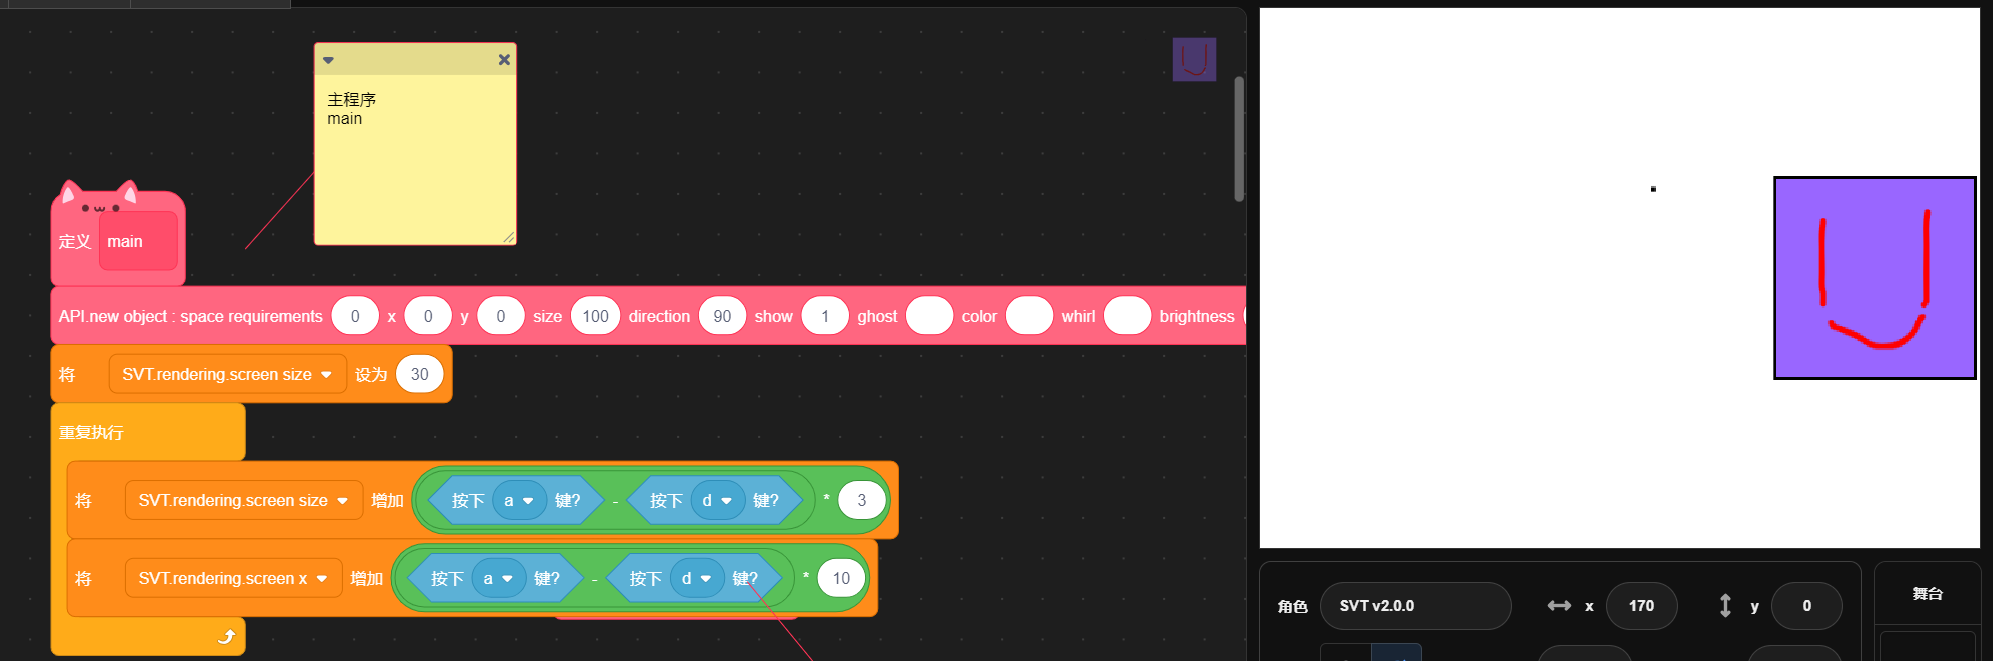 主程序
main
定义 main
API.new object : space requirements 0 x 0 y 0 size 100 direction 90 show 1 ghost color whirl brightness
将 SVT.rendering.screen size 设为 30
重复执行
将 SVT.rendering.screen size 增加 按下 a 键? - 按下 d 键? * 3
将 SVT.rendering.screen x 增加 按下 a 键? - 按下 d 键? * 10
角色 SVT v2.0.0 x 170 y 0
舞台